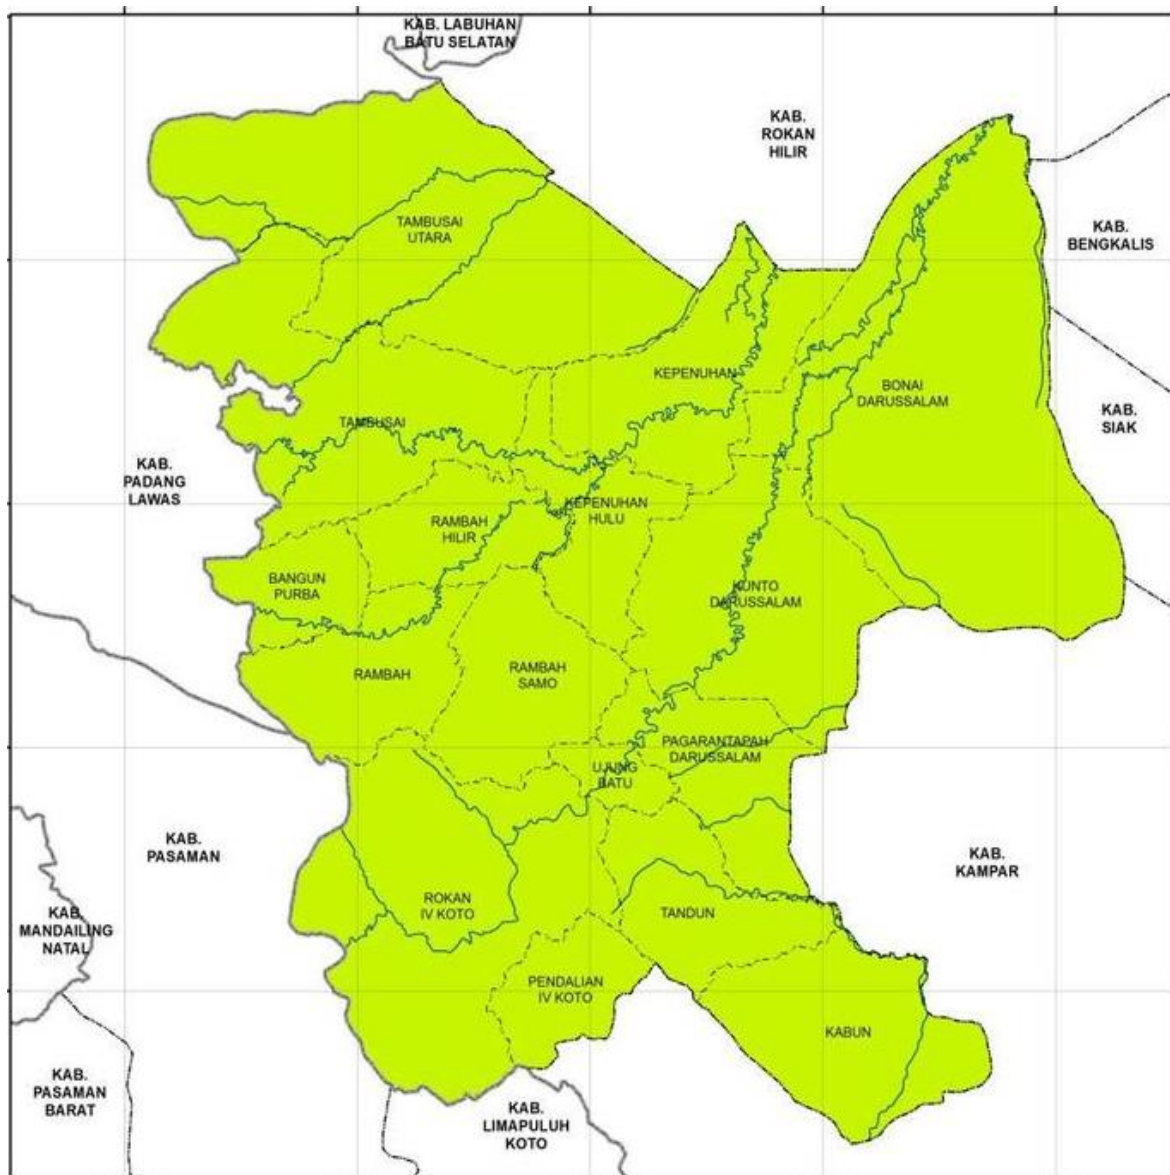 KAB. LABUHAN
BATU SELATAN
KAB.
ROKAN
HILIR
TAMBUSAI
UTARA
KAB.
BENGKALIS
KEPENUHAN
BONAI
DARUSSALAM
KAB.
SIAK
TAMBUSAI
KAB.
PADANG
LAWAS
KEPENUHAN
HULU
RAMBAH
HILIR
BANGUN
PURBA
KUNTO
DARUSSALAM
RAMBAH
RAMBAH
SAMO
PAGARANTAPAH
DARUSSALAM
UJUNG
BATU
KAB.
PASAMAN
KAB.
KAMPAR
ROKAN
IV KOTO
TANDUN
KAB.
MANDAILING
NATAL
PENDALIAN
IV KOTO
KABUN
KAB.
PASAMAN
BARAT
KAB.
LIMAPULUH
KOTO